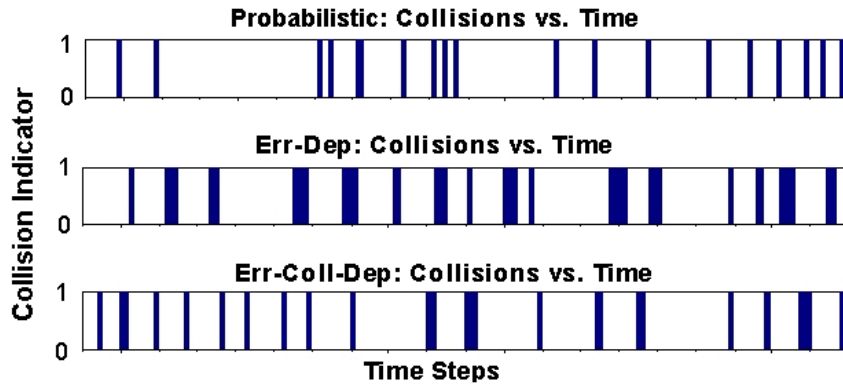 Probabilistic: Collisions vs. Time
1
0
Err-Dep: Collisions vs. Time
1
0
Collision Indicator
Err-Coll-Dep: Collisions vs. Time
1
0
Time Steps